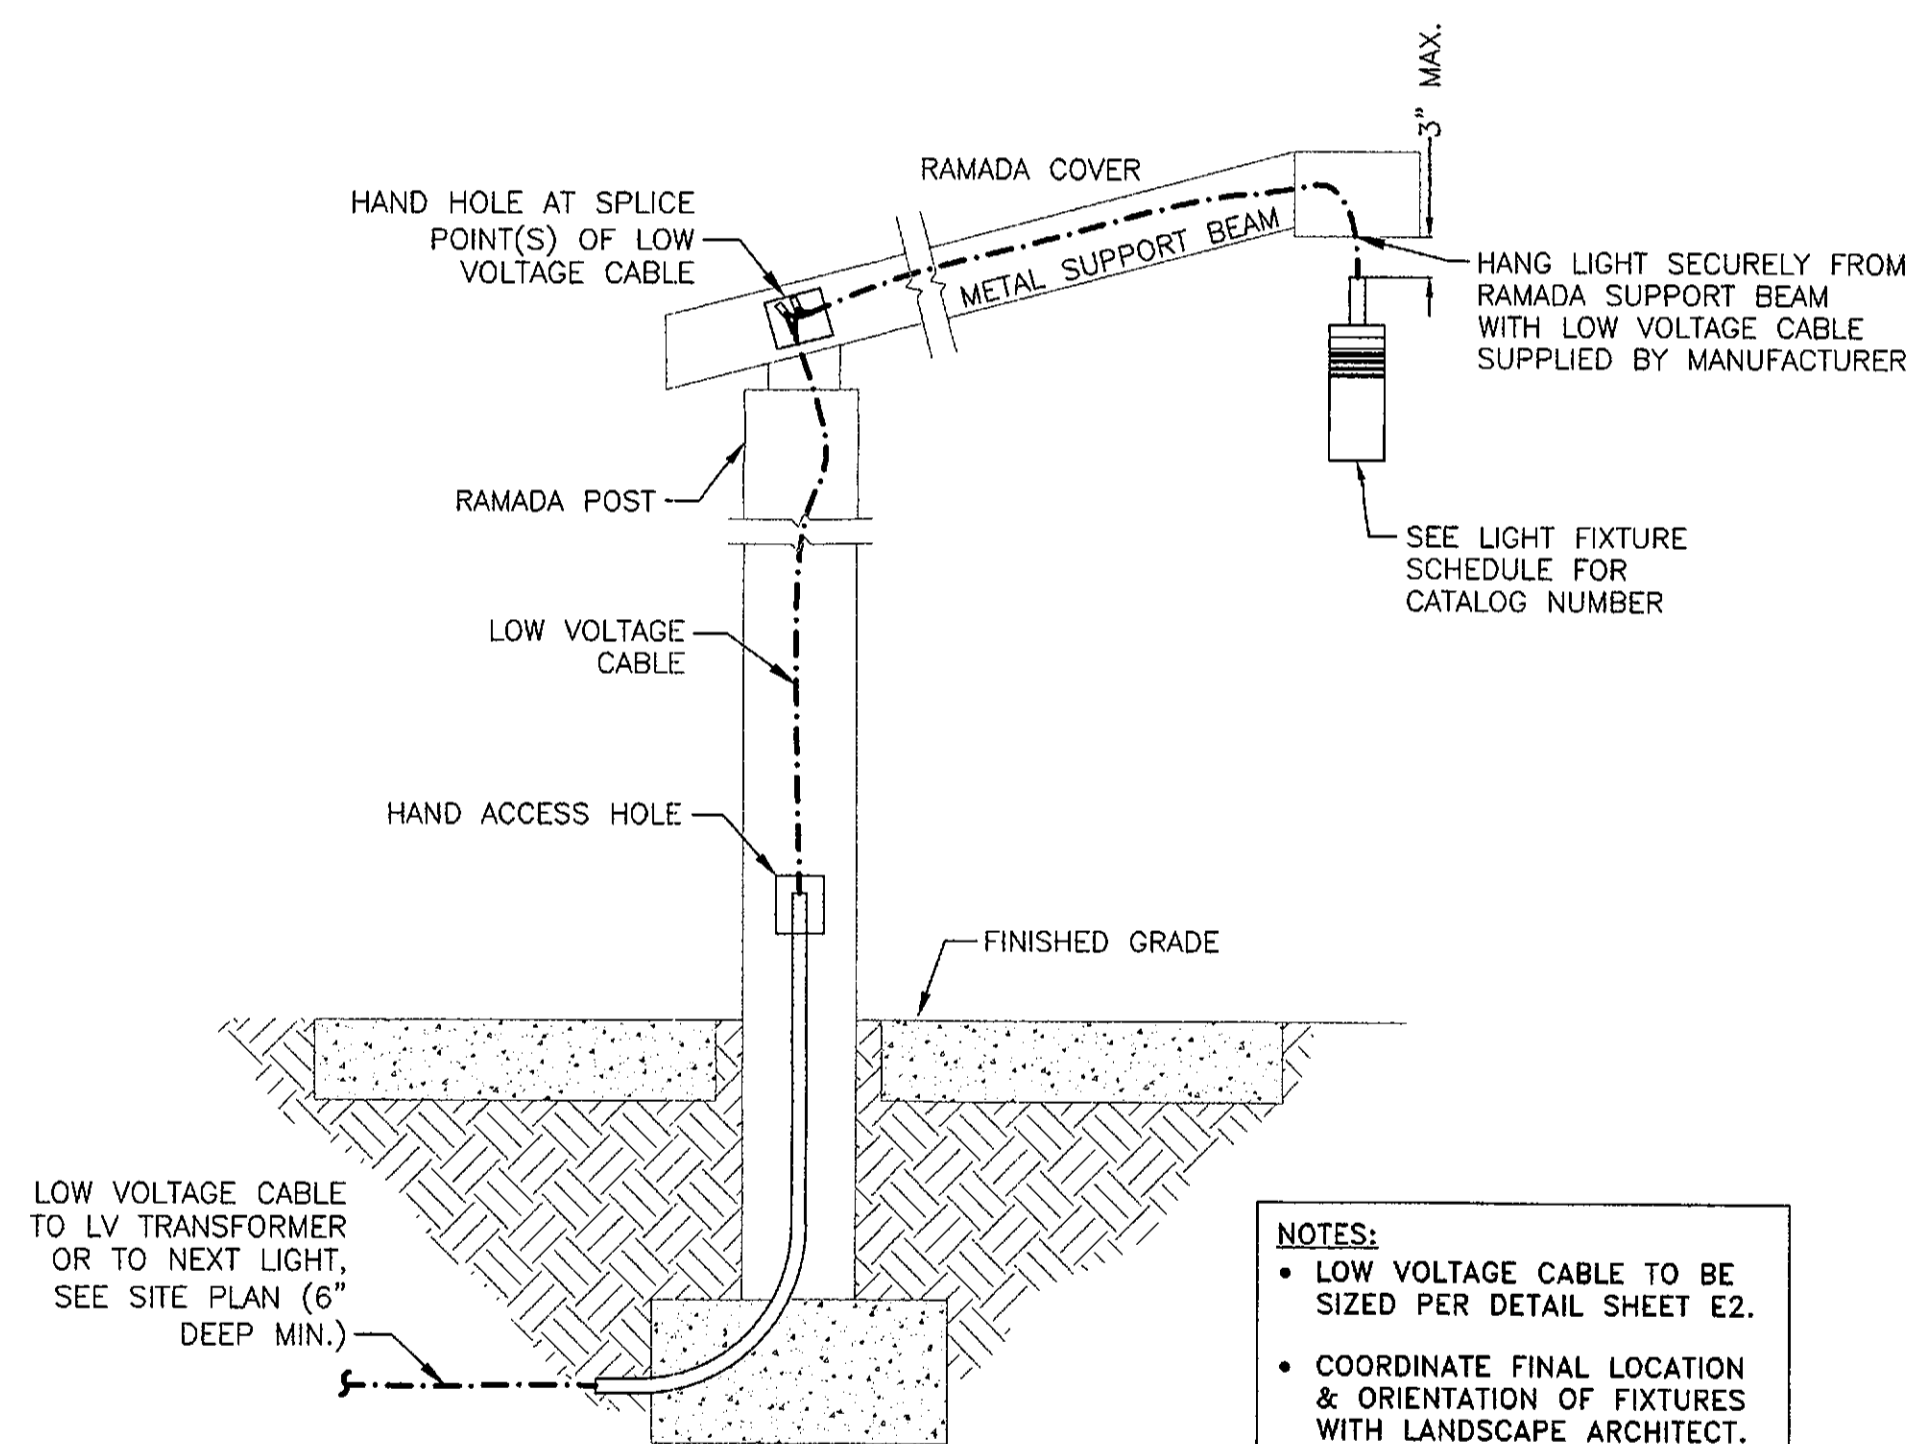 3" MAX.
RAMADA COVER
HAND HOLE AT SPLICE
POINT(S) OF LOW
VOLTAGE CABLE
METAL SUPPORT BEAM
HANG LIGHT SECURELY FROM
RAMADA SUPPORT BEAM
WITH LOW VOLTAGE CABLE
SUPPLIED BY MANUFACTURER
RAMADA POST
SEE LIGHT FIXTURE
SCHEDULE FOR
CATALOG NUMBER
LOW VOLTAGE
CABLE
HAND ACCESS HOLE
FINISHED GRADE
LOW VOLTAGE CABLE
TO LV TRANSFORMER
OR TO NEXT LIGHT,
SEE SITE PLAN (6"
DEEP MIN.)
NOTES:
• LOW VOLTAGE CABLE TO BE
SIZED PER DETAIL SHEET E2.
• COORDINATE FINAL LOCATION
& ORIENTATION OF FIXTURES
WITH LANDSCAPE ARCHITECT.